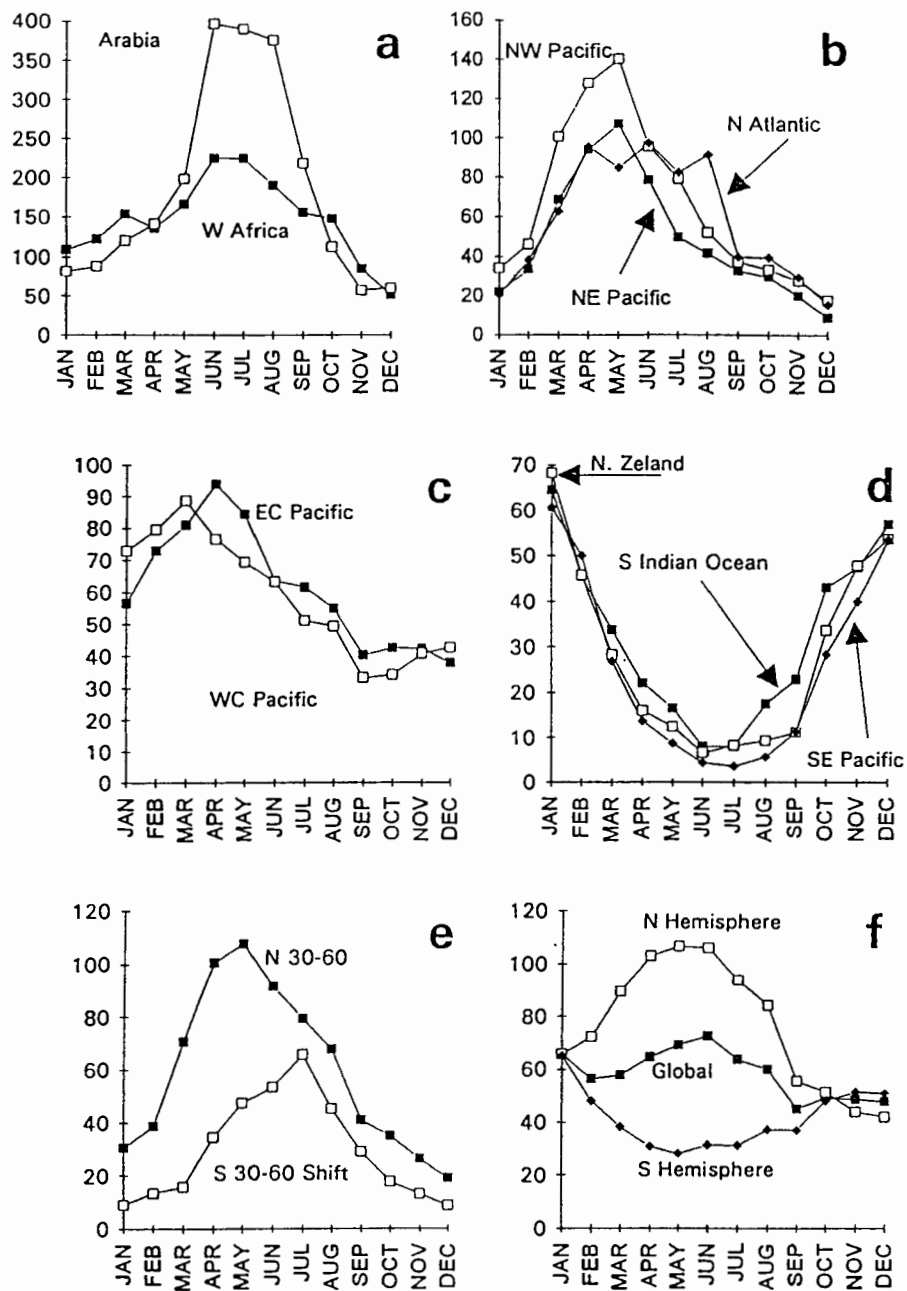 a
Arabia
W Africa
400
350
300
250
200
150
100
50
0
JAN FEB MAR APR MAY JUN JUL AUG SEP OCT NOV DEC
b
NW Pacific
N Atlantic
NE Pacific
160
140
120
100
80
60
40
20
0
JAN FEB MAR APR MAY JUN JUL AUG SEP OCT NOV DEC
c
EC Pacific
WC Pacific
100
90
80
70
60
50
40
30
20
10
0
JAN FEB MAR APR MAY JUN JUL AUG SEP OCT NOV DEC
d
N. Zeland
S Indian Ocean
SE Pacific
70
60
50
40
30
20
10
0
JAN FEB MAR APR MAY JUN JUL AUG SEP OCT NOV DEC
e
N 30-60
S 30-60 Shift
120
100
80
60
40
20
0
JAN FEB MAR APR MAY JUN JUL AUG SEP OCT NOV DEC
f
N Hemisphere
Global
S Hemisphere
120
100
80
60
40
20
0
JAN FEB MAR APR MAY JUN JUL AUG SEP OCT NOV DEC